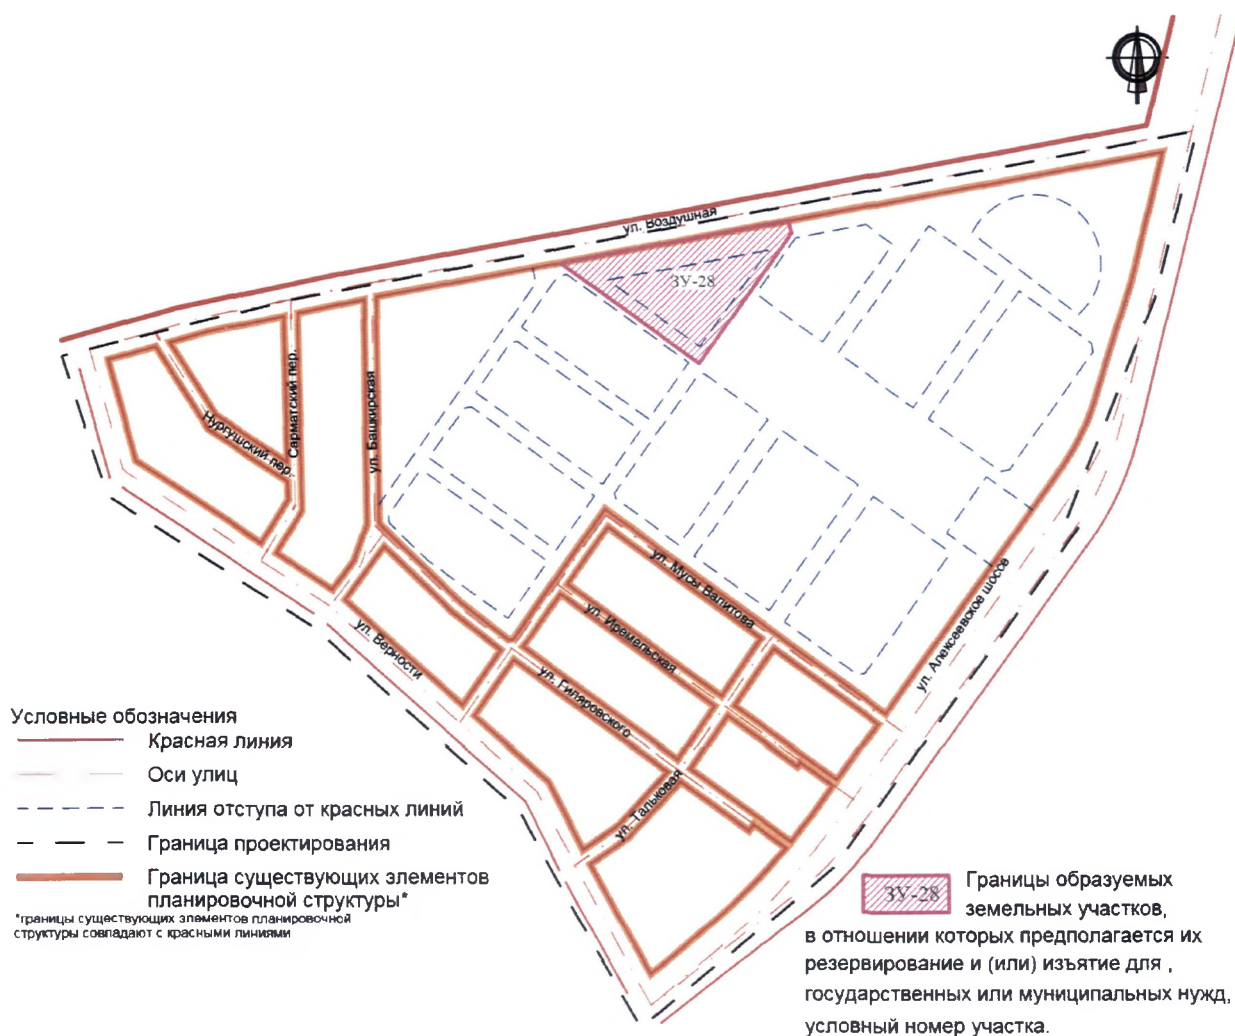 ул. Воздушная
ЗУ-28
Сарматский пер.
ул. Башкирская
Нургушский пер.
ул. Мусы Валитова
ул. Иремельская
ул. Алексеевское шоссе
ул. Верности
ул. Гиляровского
ул. Тальковая
Условные обозначения
Красная линия
Оси улиц
Линия отступа от красных линий
Граница проектирования
Граница существующих элементов
планировочной структуры*
*границы существующих элементов планировочной
структуры совпадают с красными линиями
ЗУ-28
Границы образуемых
земельных участков,
в отношении которых предполагается их
резервирование и (или) изъятие для ,
государственных или муниципальных нужд,
условный номер участка.